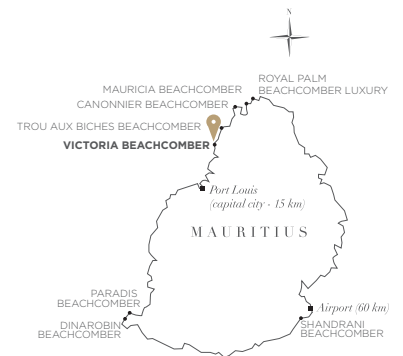 N
ROYAL PALM
BEACHCOMBER LUXURY
MAURICIA BEACHCOMBER
CANONNIER BEACHCOMBER
TROU AUX BICHES BEACHCOMBER
VICTORIA BEACHCOMBER
Port Louis
(capital city - 15 km)
MAURITIUS
PARADIS
BEACHCOMBER
DINAROBIN
BEACHCOMBER
Airport (60 km)
SHANDRANI
BEACHCOMBER